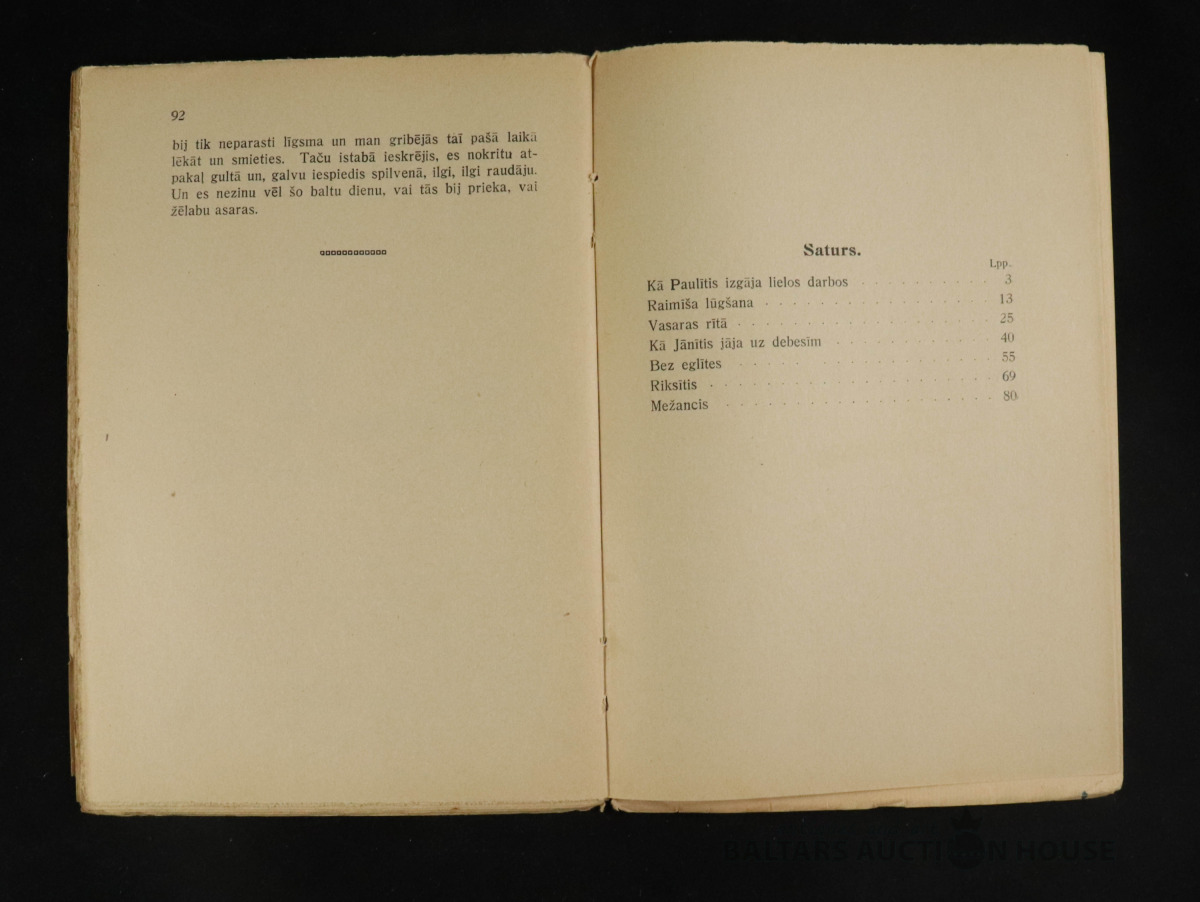 92
bij tik neparasti līgsma un man gribējās taī pašā laikā
lēkāt un smieties. Taču istabā ieskrējis, es nokritu at-
pakaļ gultā un, galvu iespiedis spilvenā, ilgi, ilgi raudāju.
Un es nezinu vēl šo baltu dienu, vai tās bij prieka, vai
žēlabu asaras.
Saturs.
Lpp.
Kā Paulītis izgāja lielos darbos . . . . . . . . . . 3
Raimiša lūgšana . . . . . . . . . . . . . . . . . 13
Vasaras rītā . . . . . . . . . . . . . . . . . . . 25
Kā Jānītis jāja uz debesīm . . . . . . . . . . . . 40
Bez eglītes . . . . . . . . . . . . . . . . . . 55
Riksītis . . . . . . . . . . . . . . . . . . . . . 69
Mežancis . . . . . . . . . . . . . . . . . . . . 80
BALTARS AUCTION HOUSE